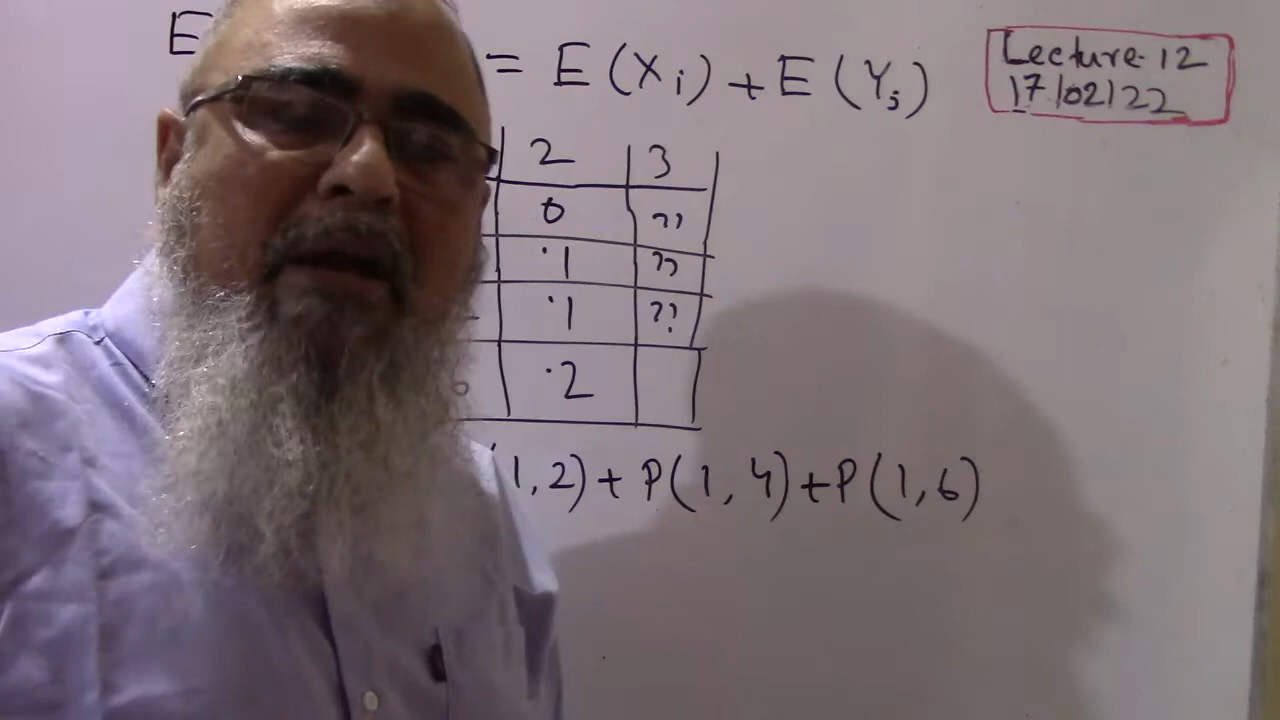 E = E(Xi) + E(Yj)
Lecture-12
17/02/22
2 3
0 ??
.1 ??
.1 ??
.2
1,2) + P(1,4) + P(1,6)